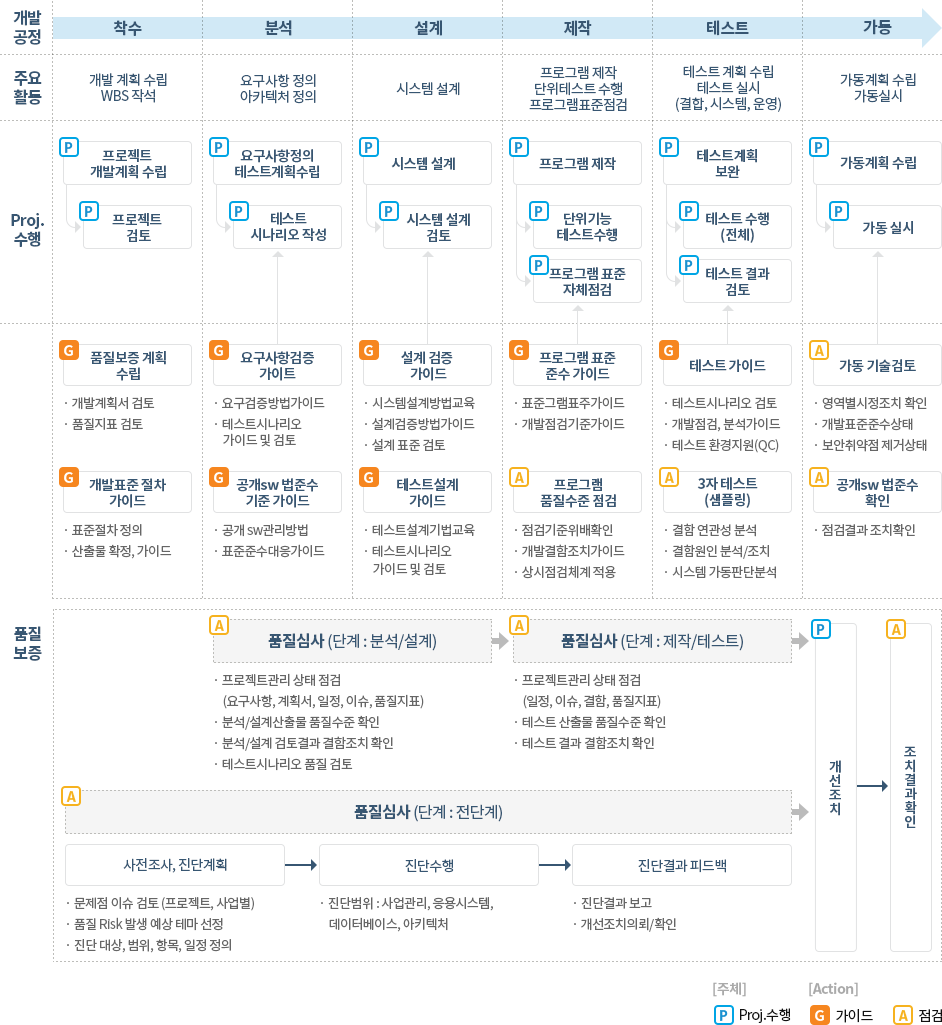 개발
공정
착수
분석
설계
제작
테스트
가동
주요
활동
개발 계획 수립
WBS 작석
요구사항 정의
아카텍처 정의
시스템 설계
프로그램 제작
단위테스트 수행
프로그램표준점검
테스트 계획 수립
테스트 실시
(결합, 시스템, 운영)
가동계획 수립
가동실시
Proj.
수행
P
프로젝트
개발계획 수립
P
프로젝트
검토
P
요구사항정의
테스트계획수립
P
테스트
시나리오 작성
P
시스템 설계
P
시스템 설계
검토
P
프로그램 제작
P
단위기능
테스트수행
P
프로그램 표준
자체점검
P
테스트계획
보완
P
테스트 수행
(전체)
P
테스트 결과
검토
P
가동계획 수립
P
가동 실시
품질
보증
G
품질보증 계획
수립
· 개발계획서 검토
· 품질지표 검토
G
요구사항검증
가이트
· 요구검증방법가이드
· 테스트시나리오
가이드 및 검토
G
설계 검증
가이드
· 시스템설계방법교육
· 설계검증방법가이드
· 설계 표준 검토
G
프로그램 표준
준수 가이드
· 표준그램표주가이드
· 개발점검기준가이드
G
테스트 가이드
· 테스트시나리오 검토
· 개발점검, 분석가이드
· 테스트 환경지원(QC)
A
가동 기술검토
· 영역별시정조치 확인
· 개발표준준수상태
· 보안취약점 제거상태
G
개발표준 절차
가이드
· 표준절차 정의
· 산출물 확정, 가이드
G
공개sw 법준수
기준 가이드
· 공개 sw관리방법
· 표준준수대응가이드
G
테스트설계
가이드
· 테스트설계기법교육
· 테스트시나리오
가이드 및 검토
A
프로그램
품질수준 점검
· 점검기준위배확인
· 개발결함조치가이드
· 상시점검체계 적용
A
3자 테스트
(샘플링)
· 결함 연관성 분석
· 결함원인 분석/조치
· 시스템 가동판단분석
A
공개sw 법준수
확인
· 점검결과 조치확인
A
품질심사 (단계 : 분석/설계)
· 프로젝트관리 상태 점검
(요구사항, 계획서, 일정, 이슈, 품질지표)
· 분석/설계산출물 품질수준 확인
· 분석/설계 검토결과 결함조치 확인
· 테스트시나리오 품질 검토
A
품질심사 (단계 : 제작/테스트)
· 프로젝트관리 상태 점검
(일정, 이슈, 결함, 품질지표)
· 테스트 산출물 품질수준 확인
· 테스트 결과 결함조치 확인
P
개선조치
A
조치결과확인
A
품질심사 (단계 : 전단계)
사전조사, 진단계획
진단수행
진단결과 피드백
· 문제점 이슈 검토 (프로젝트, 사업별)
· 품질 Risk 발생 예상 테마 선정
· 진단 대상, 범위, 항목, 일정 정의
· 진단범위 : 사업관리, 응용시스템,
데이터베이스, 아키텍처
· 진단결과 보고
· 개선조치의뢰/확인
[주체]
[Action]
P Proj.수행
G 가이드
A 점검